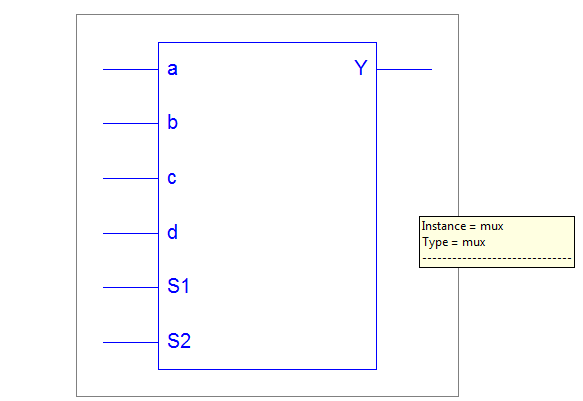 a
Y
b
c
d
S1
S2
Instance = mux
Type = mux
-----------------------------